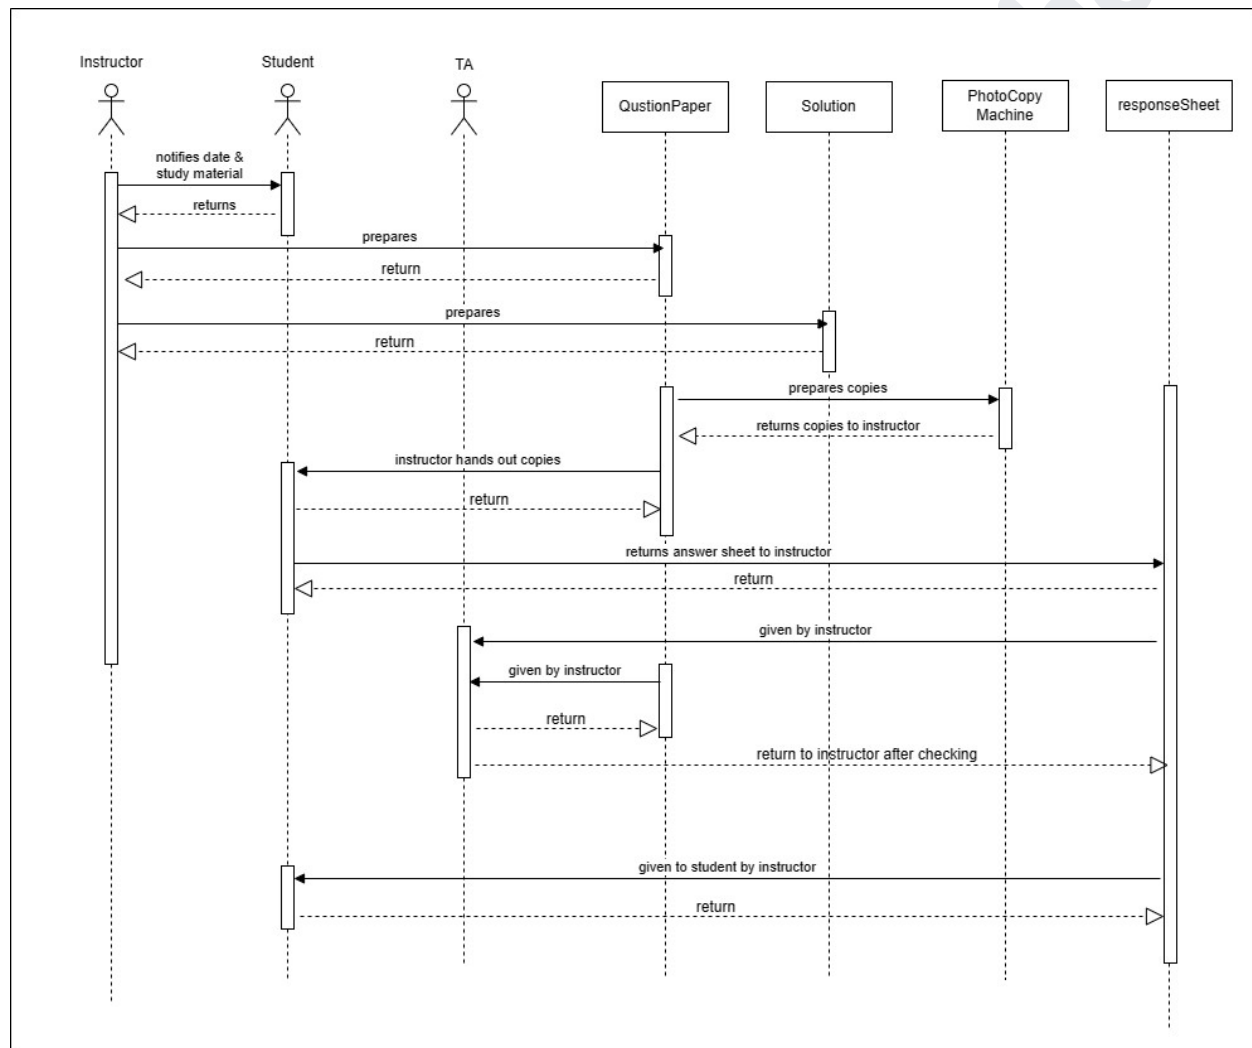 Instructor
Student
TA
QustionPaper
Solution
PhotoCopy
Machine
responseSheet
notifies date &
study material
returns
prepares
return
prepares
return
prepares copies
returns copies to instructor
instructor hands out copies
return
returns answer sheet to instructor
return
given by instructor
given by instructor
return
return to instructor after checking
given to student by instructor
return